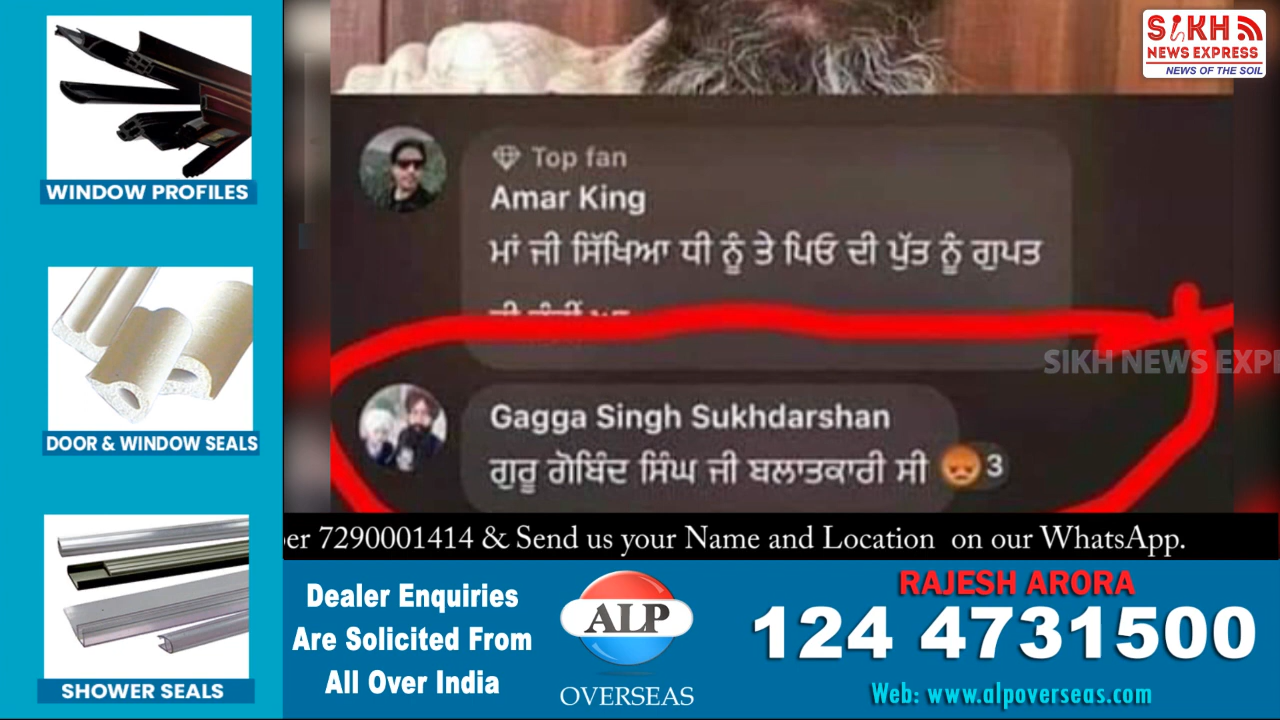 WINDOW PROFILES
DOOR & WINDOW SEALS
SHOWER SEALS
SIKH
NEWS EXPRESS
NEWS OF THE SOIL
Top fan
Amar King
ਮਾਂ ਜੀ ਸਿੱਖਿਆ ਧੀ ਨੂੰ ਤੇ ਪਿਓ ਦੀ ਪੁੱਤ ਨੂੰ ਗੁਪਤ
SIKH NEWS EXP
Gagga Singh Sukhdarshan
ਗੁਰੂ ਗੋਬਿੰਦ ਸਿੰਘ ਜੀ ਬਲਾਤਕਾਰੀ ਸੀ 😡3
7290001414 & Send us your Name and Location on our WhatsApp.
Dealer Enquiries
Are Solicited From
All Over India
ALP
OVERSEAS
RAJESH ARORA
124 4731500
Web: www.alpoverseas.com